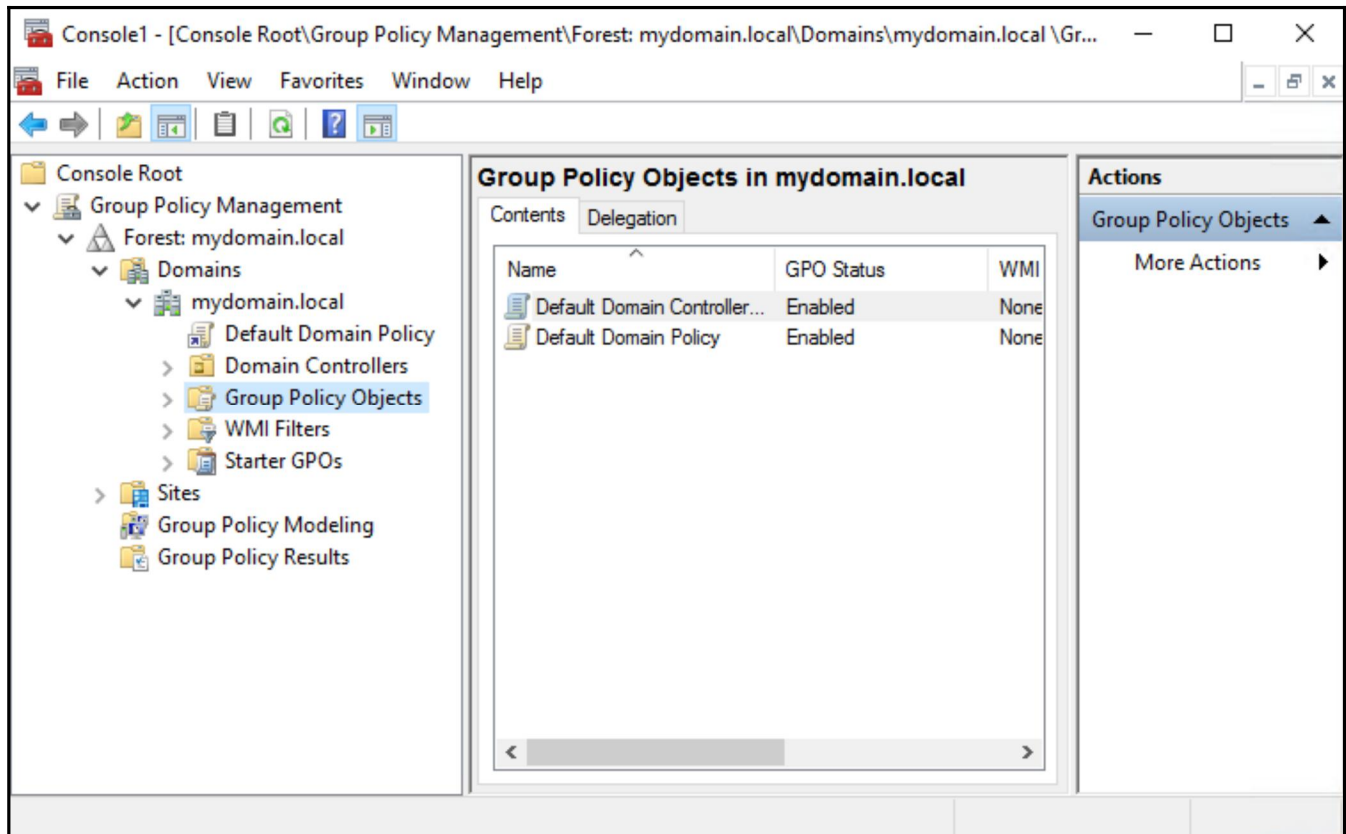 Console1 - [Console Root\Group Policy Management\Forest: mydomain.local\Domains\mydomain.local \Gr...
File Action View Favorites Window Help
Console Root
Group Policy Management
Forest: mydomain.local
Domains
mydomain.local
Default Domain Policy
Domain Controllers
Group Policy Objects
WMI Filters
Starter GPOs
Sites
Group Policy Modeling
Group Policy Results
Group Policy Objects in mydomain.local
Contents Delegation
Name GPO Status WMI
Default Domain Controller... Enabled None
Default Domain Policy Enabled None
Actions
Group Policy Objects
More Actions